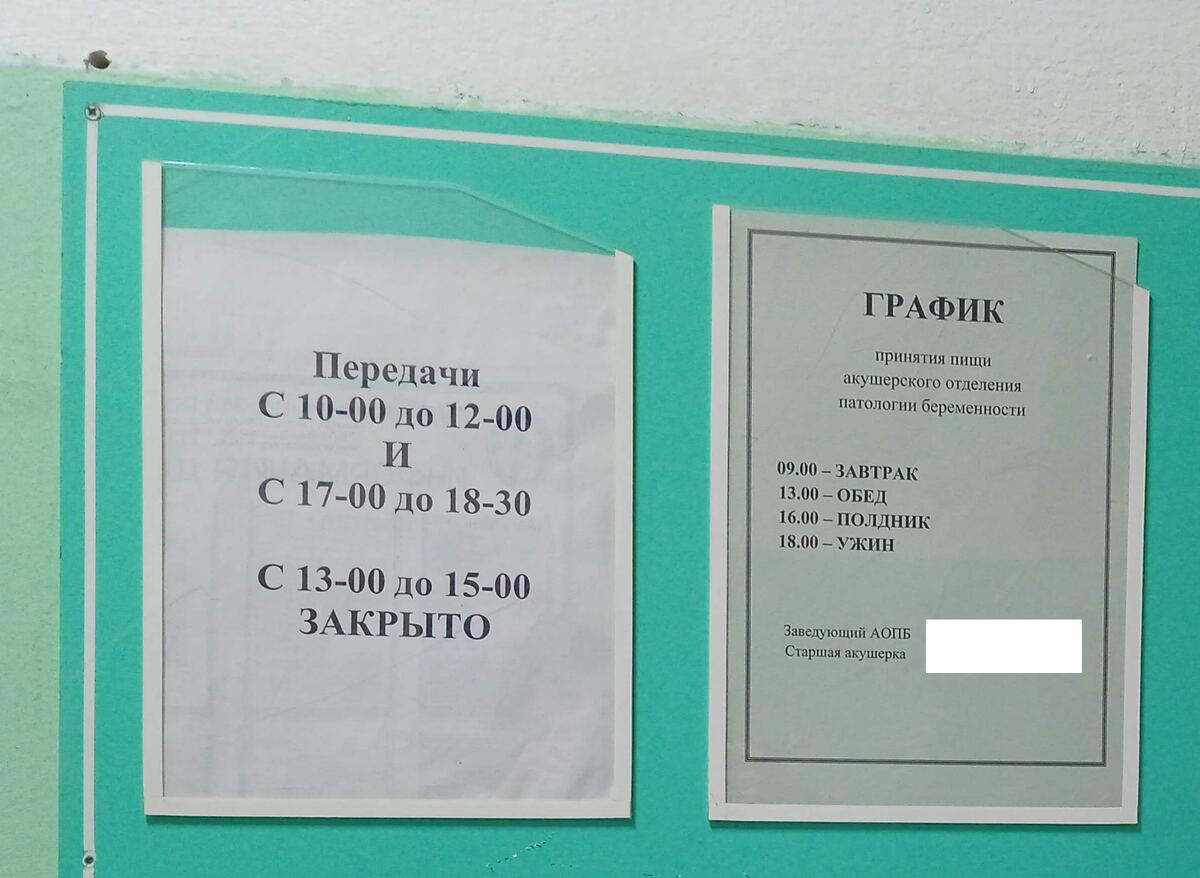 Передачи
С 10-00 до 12-00
И
С 17-00 до 18-30
С 13-00 до 15-00
ЗАКРЫТО
ГРАФИК
принятия пищи
акушерского отделения
патологии беременности
09.00 – ЗАВТРАК
13.00 – ОБЕД
16.00 – ПОЛДНИК
18.00 – УЖИН
Заведующий АОПБ
Старшая акушерка